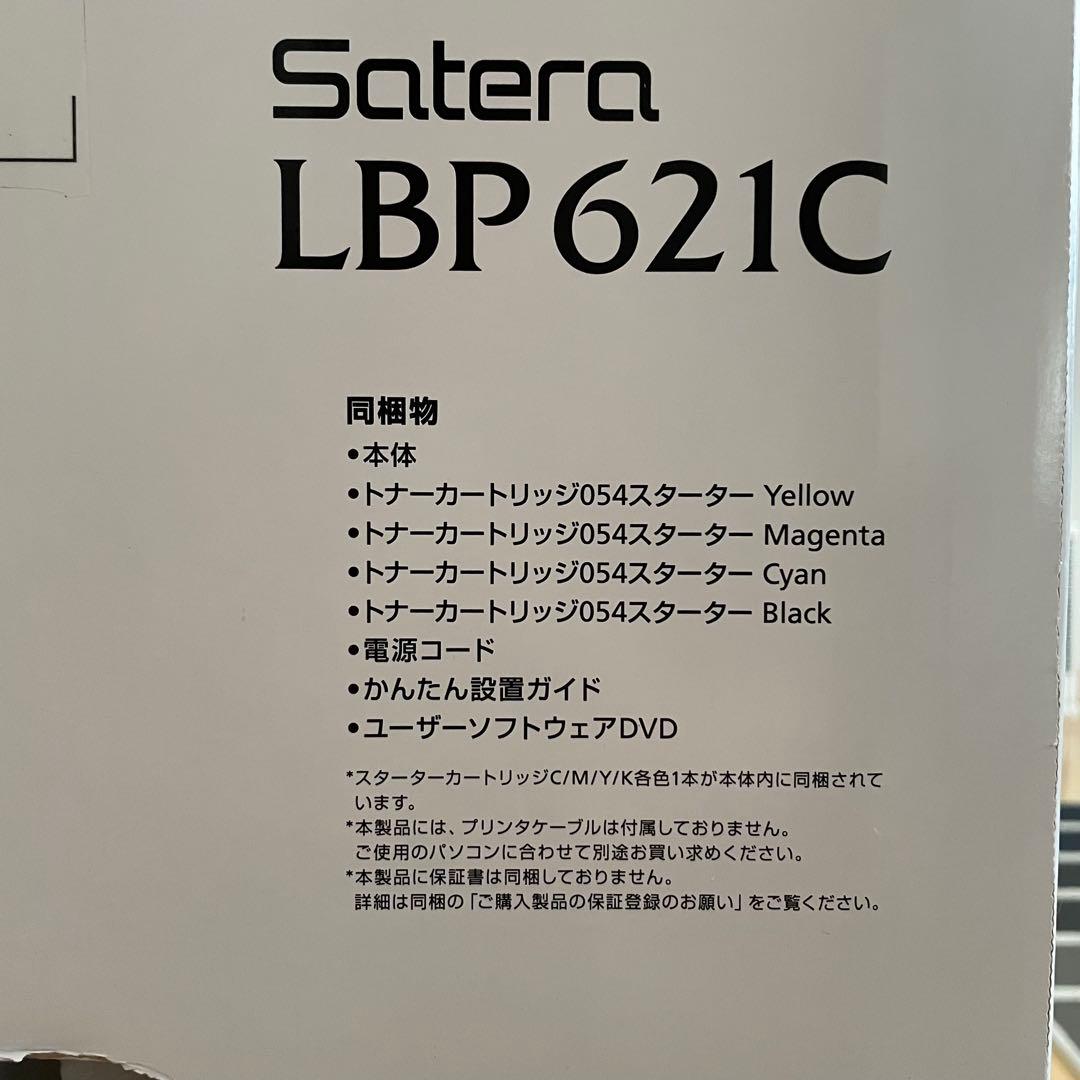 Satera
LBP621C
同梱物
•本体
•トナーカートリッジ054スターター Yellow
•トナーカートリッジ054スターター Magenta
•トナーカートリッジ054スターター Cyan
•トナーカートリッジ054スターター Black
•電源コード
•かんたん設置ガイド
•ユーザーソフトウェアDVD
*スターターカートリッジC/M/Y/K各色1本が本体内に同梱されて
います。
*本製品には、プリンタケーブルは付属しておりません。
ご使用のパソコンに合わせて別途お買い求めください。
*本製品に保証書は同梱しておりません。
詳細は同梱の「ご購入製品の保証登録のお願い」をご覧ください。